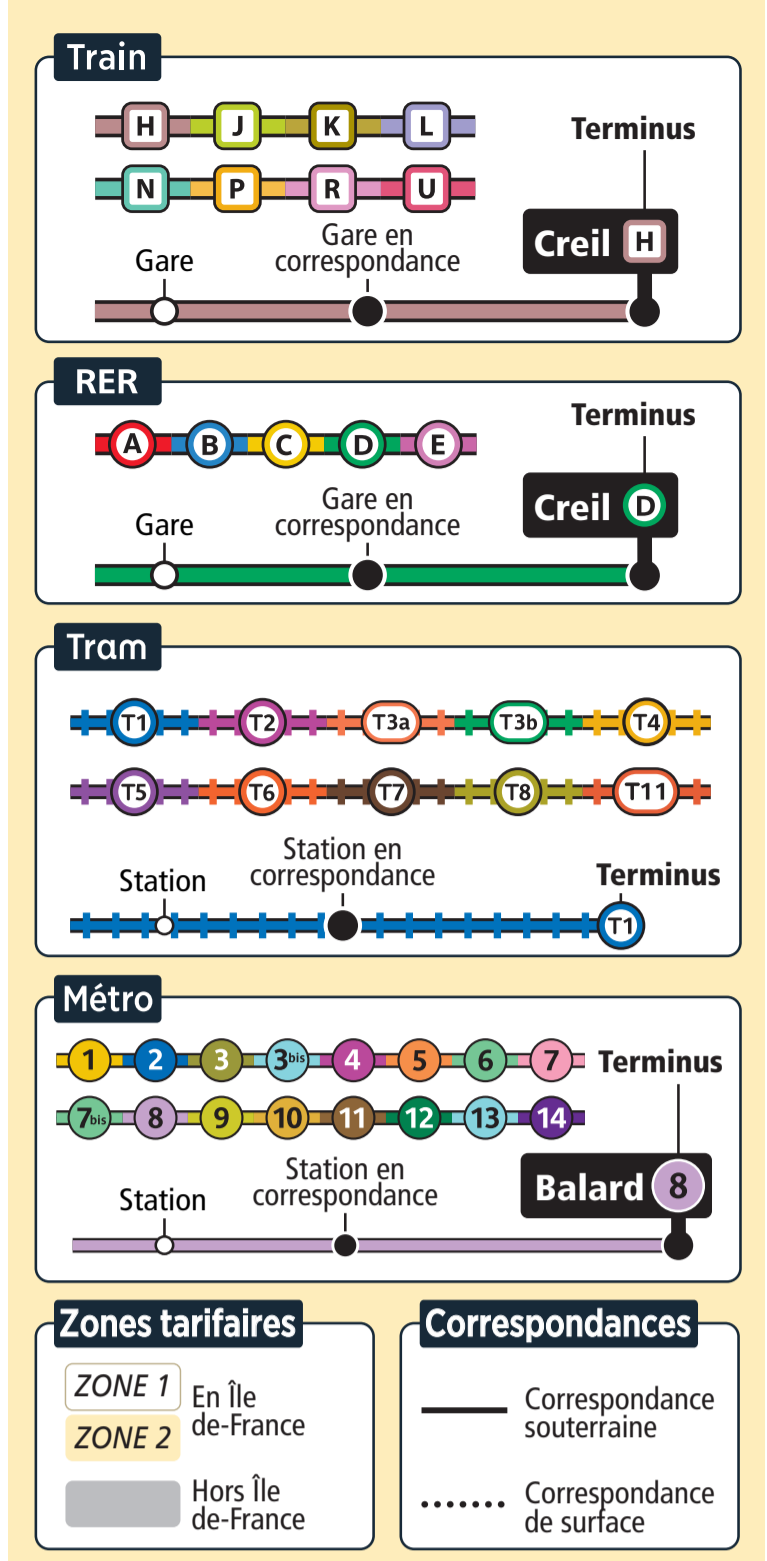 Train
H J K L
Terminus
N P R U
Creil H
Gare
Gare en
correspondance
RER
A B C D E
Terminus
Creil D
Gare
Gare en
correspondance
Tram
T1 T2 T3a T3b T4
T5 T6 T7 T8 T11
Station
Station en
correspondance
Terminus
T1
Métro
1 2 3 3bis 4 5 6 7
Terminus
7bis 8 9 10 11 12 13 14
Balard 8
Station
Station en
correspondance
Zones tarifaires
ZONE 1
ZONE 2
En Île
de-France
Hors Île
de-France
Correspondances
Correspondance
souterraine
Correspondance
de surface